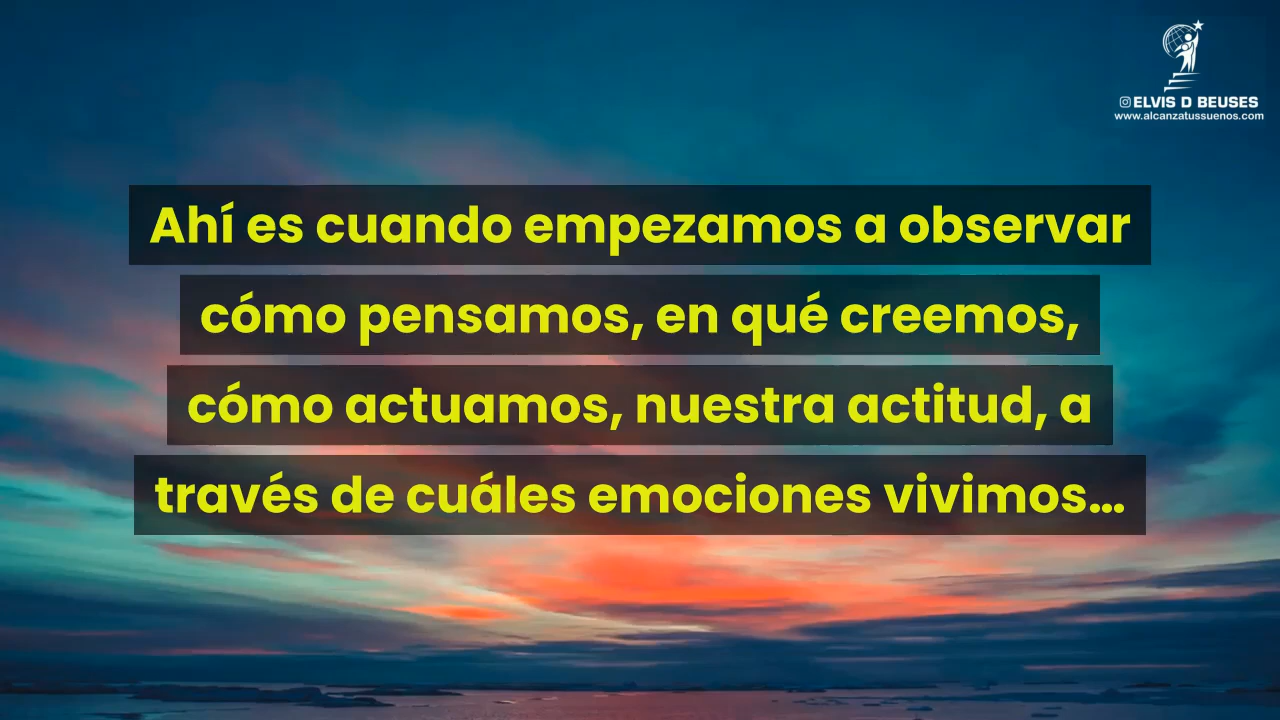 ELVIS D BEUSES
www.alcanzatussuenos.com
Ahí es cuando empezamos a observar
cómo pensamos, en qué creemos,
cómo actuamos, nuestra actitud, a
través de cuáles emociones vivimos...